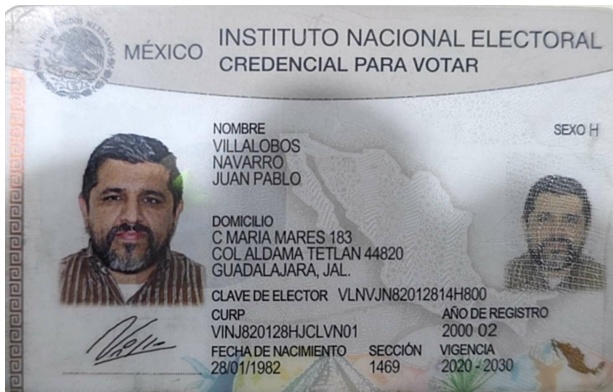 MÉXICO INSTITUTO NACIONAL ELECTORAL
CREDENCIAL PARA VOTAR
NOMBRE SEXO H
VILLALOBOS
NAVARRO
JUAN PABLO
DOMICILIO
C MARIA MARES 183
COL ALDAMA TETLAN 44820
GUADALAJARA, JAL.
CLAVE DE ELECTOR VLNVJN82012814H800
CURP AÑO DE REGISTRO
VINJ820128HJCLVN01 2000 02
FECHA DE NACIMIENTO SECCIÓN VIGENCIA
28/01/1982 1469 2020 - 2030